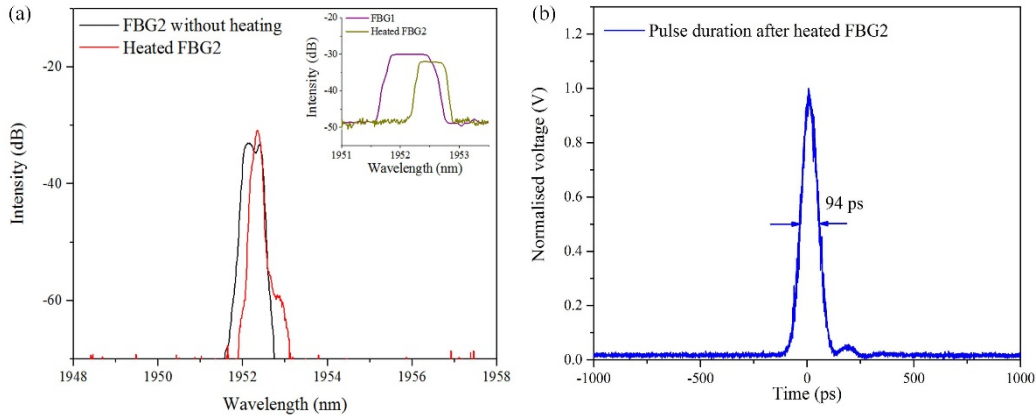 (a)
FBG2 without heating
Heated FBG2
-10
-20
-40
-60
Intensity (dB)
1948
1950
1952
1954
1956
1958
Wavelength (nm)
FBG1
Heated FBG2
-20
-30
-40
-50
Intensity (dB)
1951
1952
1953
Wavelength (nm)
(b)
Pulse duration after heated FBG2
1.2
1.0
0.8
0.6
0.4
0.2
0.0
Normalised voltage (V)
94 ps
-1000
-500
0
500
1000
Time (ps)